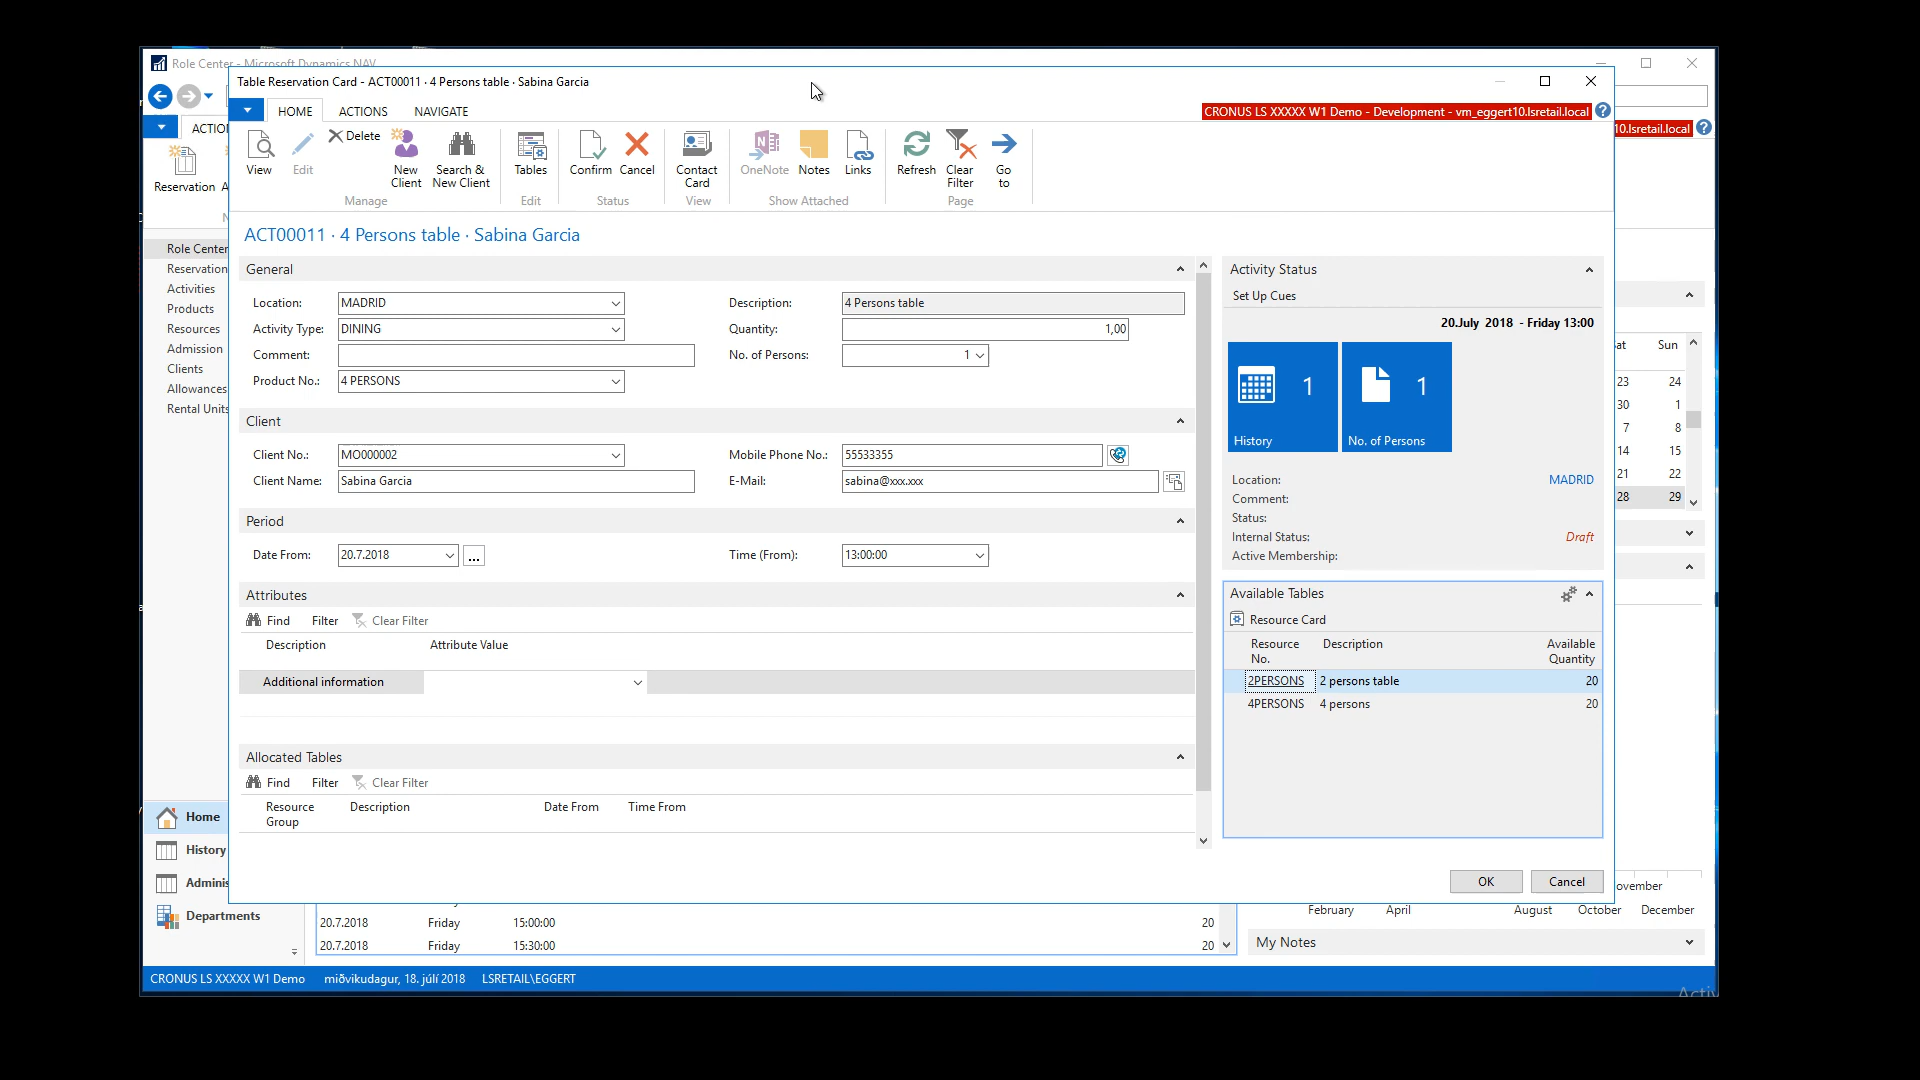 Role Center - Microsoft Dynamics NAV
Table Reservation Card - ACT00011 · 4 Persons table · Sabina Garcia
HOME ACTIONS NAVIGATE
CRONUS LS XXXXX W1 Demo - Development - vm_eggert10.lsretail.local
10.lsretail.local
View
Edit
Delete
New Client
Search & New Client
Manage
Tables
Edit
Confirm
Cancel
Status
Contact Card
View
OneNote
Notes
Links
Show Attached
Refresh
Clear Filter
Go to
Page
ACTIO
Reservation A
ACT00011 · 4 Persons table · Sabina Garcia
Role Center
Reservation
Activities
Products
Resources
Admission
Clients
Allowances
Rental Units
Home
History
Adminis
Departments
General
Location: MADRID
Description: 4 Persons table
Activity Type: DINING
Quantity: 1,00
Comment:
No. of Persons: 1
Product No.: 4 PERSONS
Client
Client No.: MO000002
Mobile Phone No.: 55533355
Client Name: Sabina Garcia
E-Mail: sabina@xxx.xxx
Period
Date From: 20.7.2018 ...
Time (From): 13:00:00
Attributes
Find Filter Clear Filter
Description Attribute Value
Additional information
Allocated Tables
Find Filter Clear Filter
Resource Group Description Date From Time From
Activity Status
Set Up Cues
20.July 2018 - Friday 13:00
1 History
1 No. of Persons
Location: MADRID
Comment:
Status:
Internal Status: Draft
Active Membership:
Available Tables
Resource Card
Resource No. Description Available Quantity
2PERSONS 2 persons table 20
4PERSONS 4 persons 20
OK Cancel
at Sun
23 24
30 1
7 8
14 15
21 22
28 29
20.7.2018 Friday 15:00:00 20
20.7.2018 Friday 15:30:00 20
ovember
February April August October December
My Notes
CRONUS LS XXXXX W1 Demo miðvikudagur, 18. júlí 2018 LSRETAIL\EGGERT